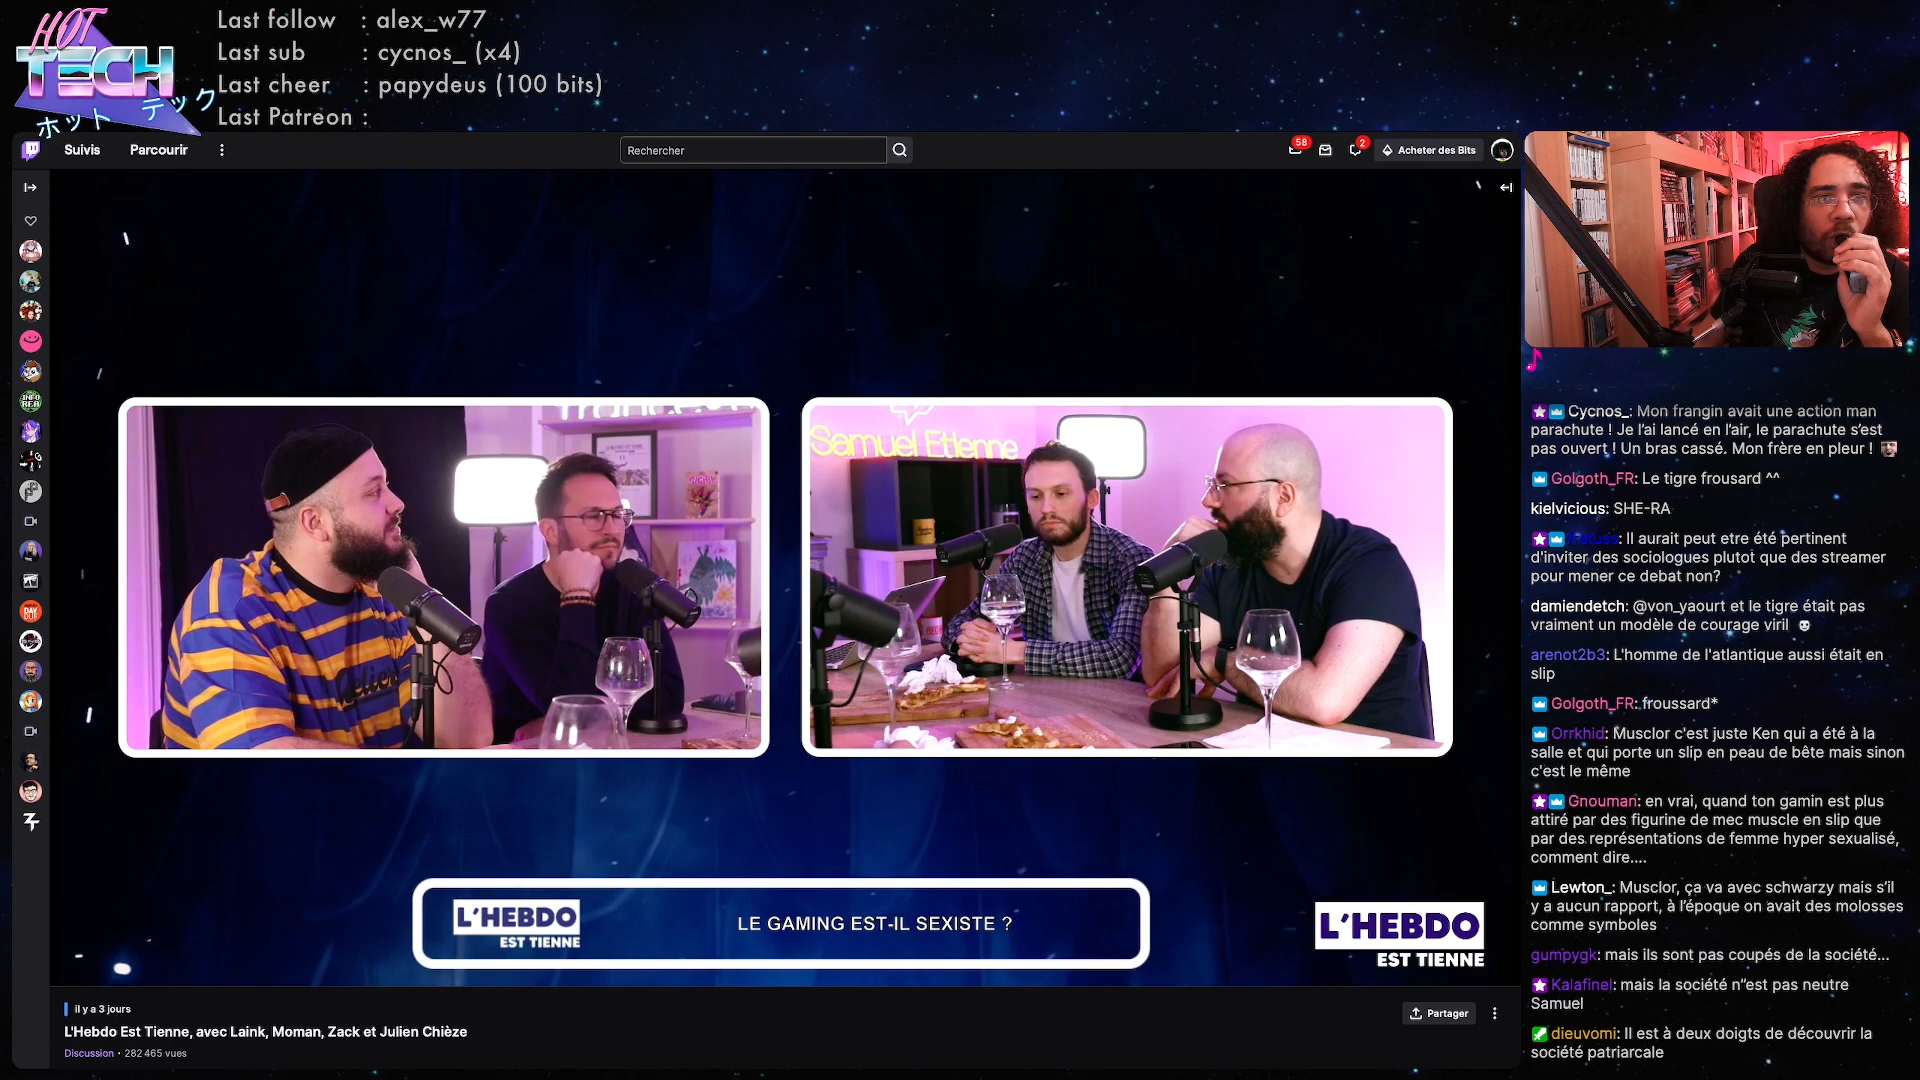 HOT
TECH
ホット テック
Last follow : alex_w77
Last sub : cycnos_ (x4)
Last cheer : papydeus (100 bits)
Last Patreon :
Suivis
Parcourir
Rechercher
58
2
Acheter des Bits
INFO
REA
DAY
Samuel Etienne
LE GAMING EST-IL SEXISTE ?
L'HEBDO
EST TIENNE
L'HEBDO
EST TIENNE
il y a 3 jours
L'Hebdo Est Tienne, avec Laink, Moman, Zack et Julien Chièze
Discussion • 282 465 vues
Partager
Cycnos_: Mon frangin avait une action man
parachute ! Je l'ai lancé en l'air, le parachute s'est
pas ouvert ! Un bras cassé. Mon frère en pleur !
Golgoth_FR: Le tigre frousard ^^
kielvicious: SHE-RA
: Il aurait peut etre été pertinent
d'inviter des sociologues plutot que des streamer
pour mener ce debat non?
damiendetch: @von_yaourt et le tigre était pas
vraiment un modèle de courage viril
arenot2b3: L'homme de l'atlantique aussi était en
slip
Golgoth_FR: froussard*
Orrkhid: Musclor c'est juste Ken qui a été à la
salle et qui porte un slip en peau de bête mais sinon
c'est le même
Gnouman: en vrai, quand ton gamin est plus
attiré par des figurine de mec muscle en slip que
par des représentations de femme hyper sexualisé,
comment dire....
Lewton_: Musclor, ça va avec schwarzy mais s'il
y a aucun rapport, à l'époque on avait des molosses
comme symboles
gumpygk: mais ils sont pas coupés de la société...
Kalafinel: mais la société n"est pas neutre
Samuel
dieuvomi: Il est à deux doigts de découvrir la
société patriarcale